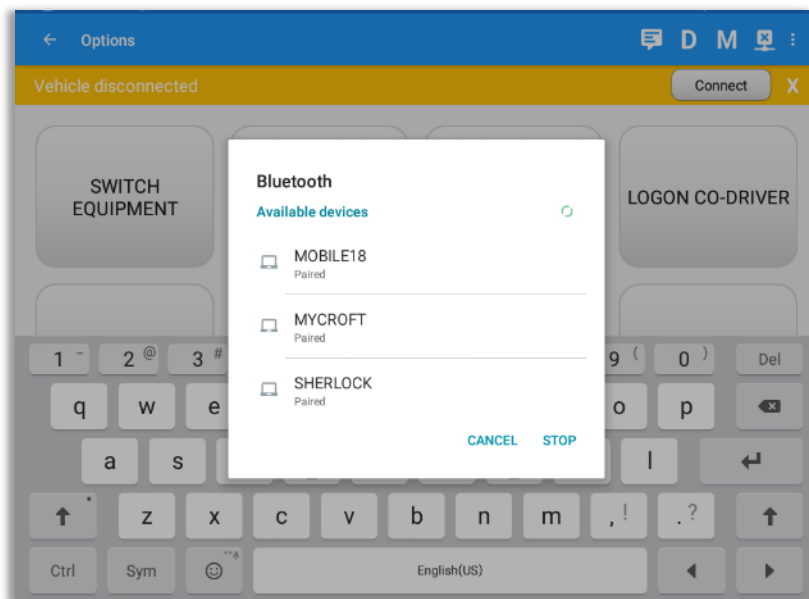 Options
D M
Vehicle disconnected
Connect
X
SWITCH
EQUIPMENT
LOGON CO-DRIVER
Bluetooth
Available devices
MOBILE18
Paired
MYCROFT
Paired
SHERLOCK
Paired
CANCEL STOP
1 - 2 @ 3 # 9 ( 0 ) Del
q w e o p
a s l
z x c v b n m , ! . ?
Ctrl Sym English(US)